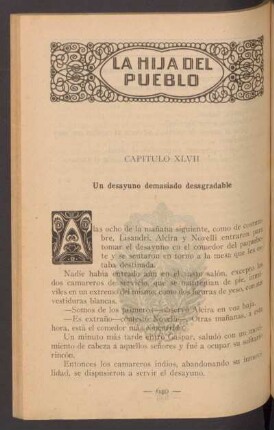 LA HIJA DEL
PUEBLO
CAPITULO XLVII
Un desayuno demasiado desagradable
A las ocho de la mañana siguiente, como de costum-
bre, Lisandri, Alcira y Novelli entraron para
tomar el desayuno en el comedor del paquebote
y se sentaron en torno a la mesa que les
taba destinada.
Nadie había entrado aún en el vasto salón, excepto los
dos camareros de servicio, que se mantenían de pie, inmó-
viles en un extremo del mismo, como dos figuras de yeso, con sus
vestiduras blancas.
—Somos de los primeros—observó Alcira en voz baja.
—Es extraño—contestó Novelli—. Otras mañanas, a esta
hora, está el comedor más concurrido.
Un minuto más tarde entró Gaspar, saludó con un movi-
miento de cabeza á aquellos señores y fué a ocupar su solitario
rincón.
Entonces los camareros indios, abandonando su inmovi-
lidad, se dispusieron a servir el desayuno.